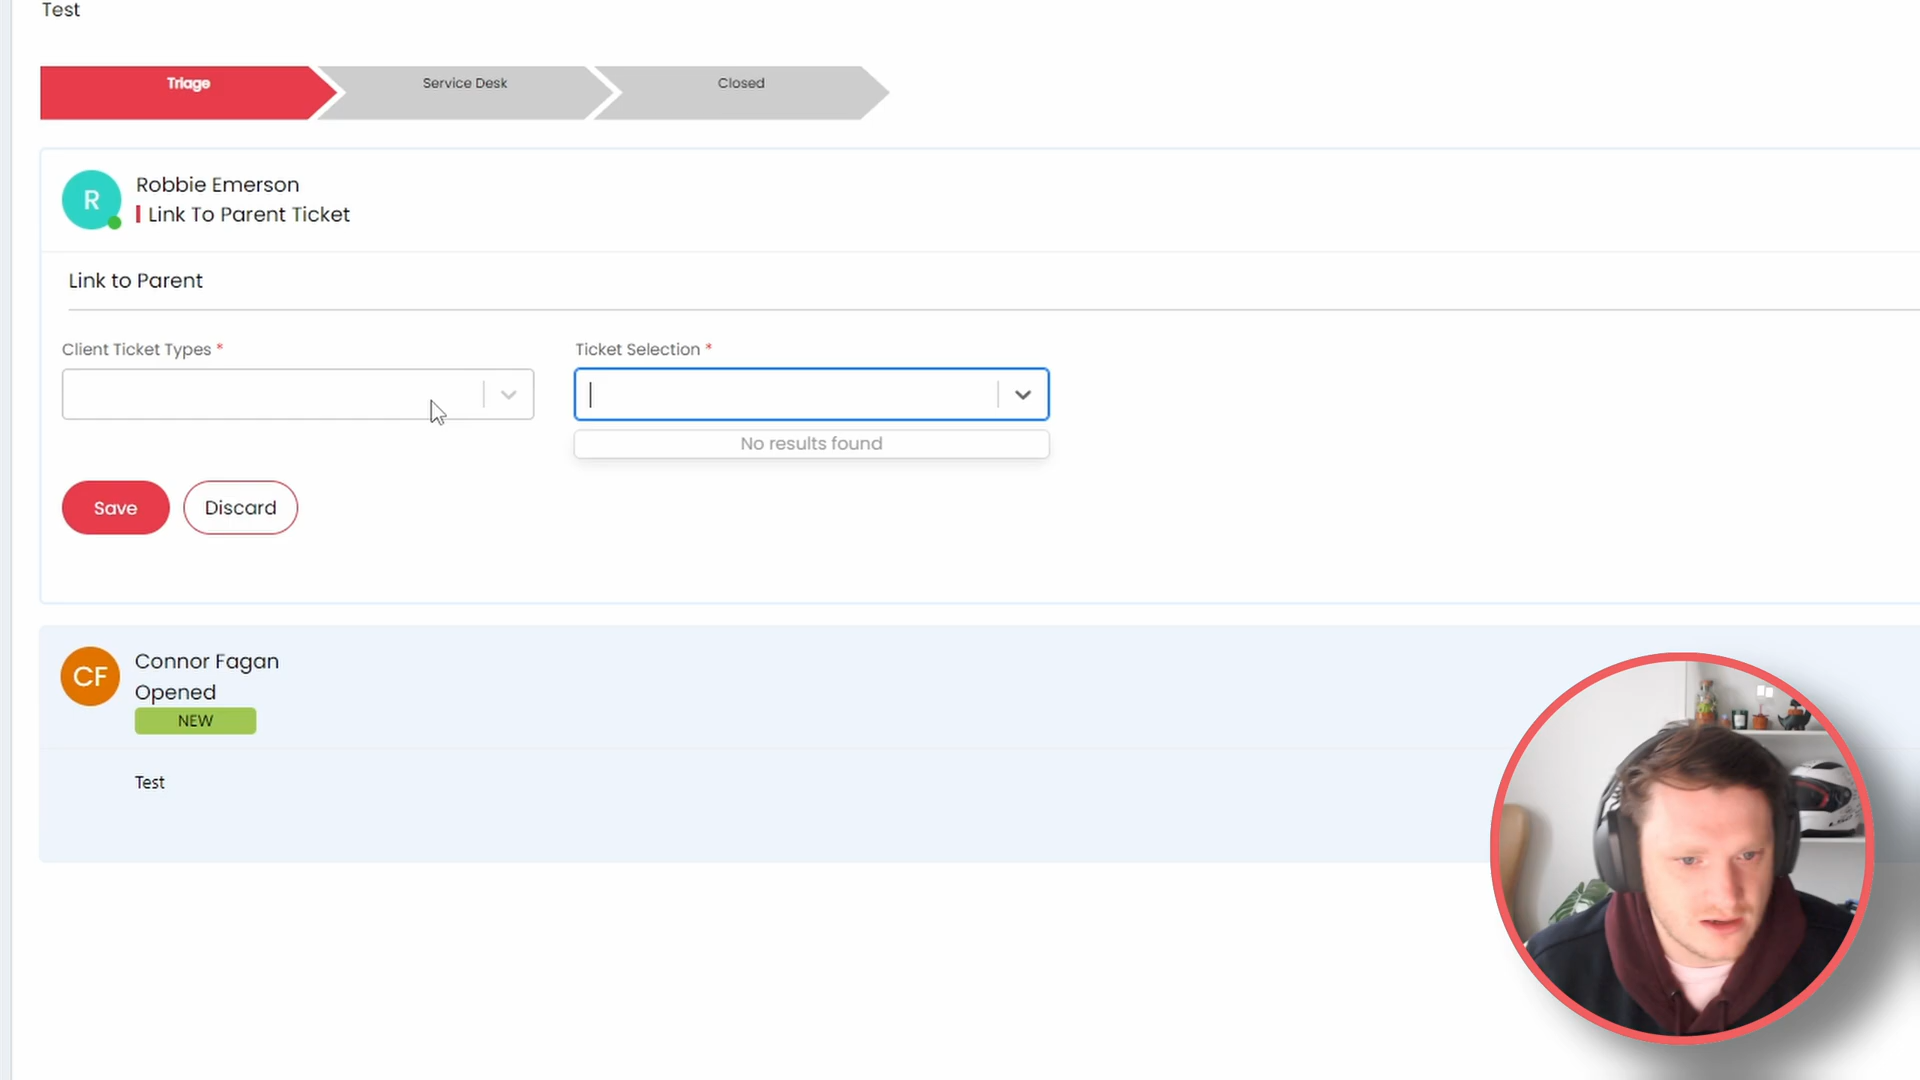 Test
Triage
Service Desk
Closed
R
Robbie Emerson
Link To Parent Ticket
Link to Parent
Client Ticket Types *
Ticket Selection *
No results found
Save
Discard
CF
Connor Fagan
Opened
NEW
Test